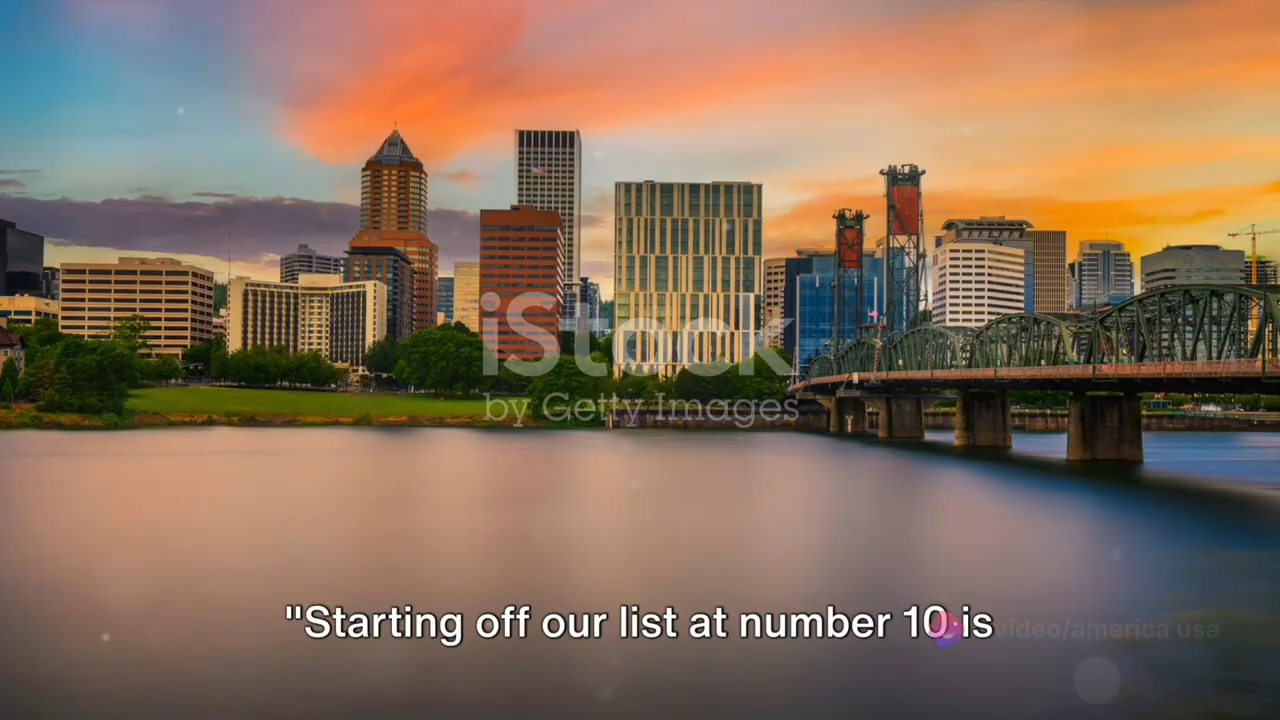 iStock
by Getty Images
"Starting off our list at number 10 is
video/america usa